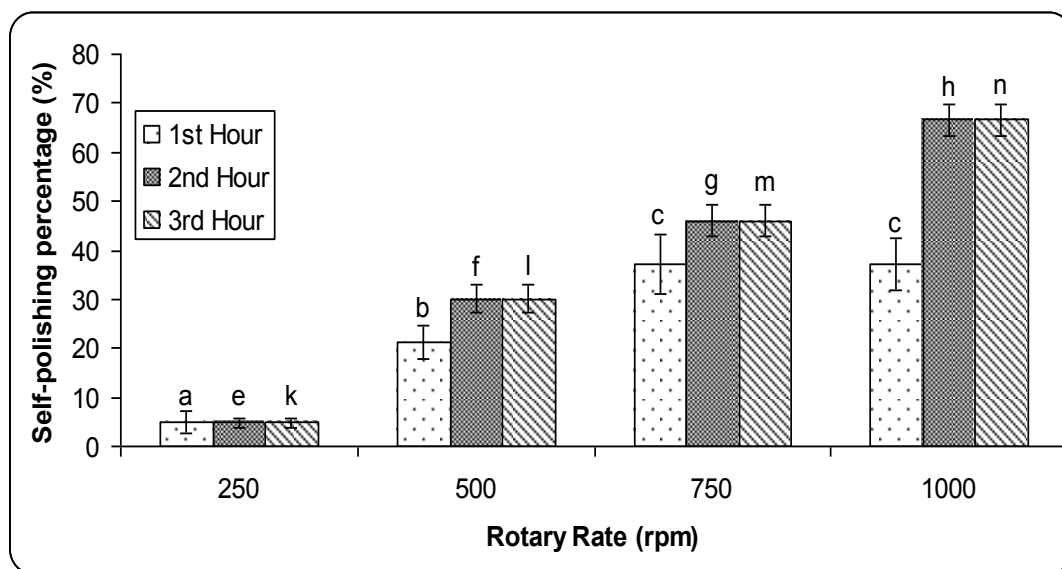 Self-polishing percentage (%)
80
70
60
50
40
30
20
10
0
1st Hour
2nd Hour
3rd Hour
a e k
b f l
c g m
c h n
250 500 750 1000
Rotary Rate (rpm)